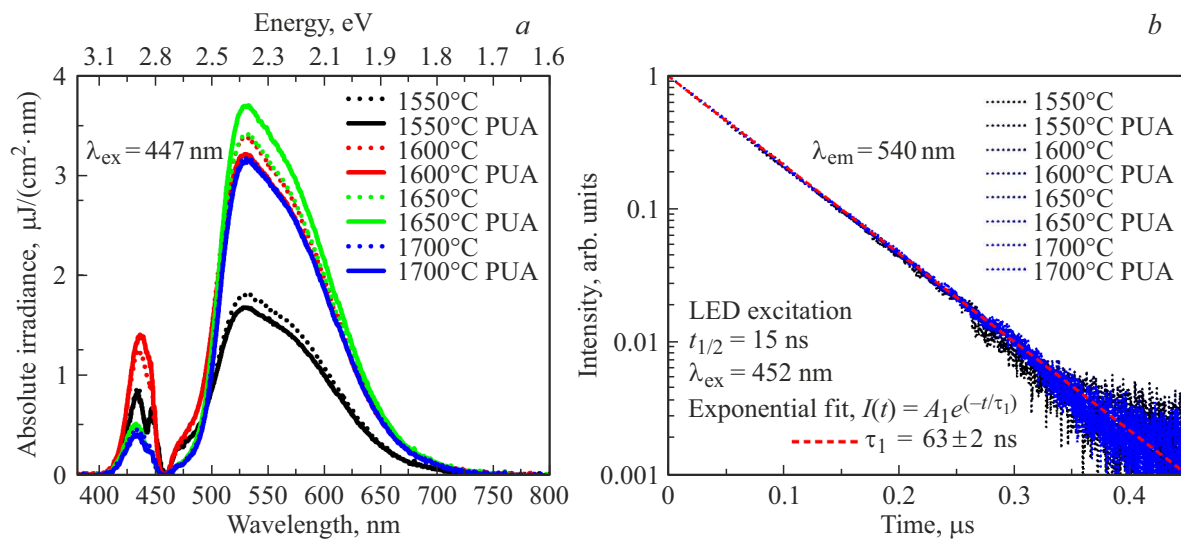 Energy, eV
a
3.1 2.8 2.5 2.3 2.1 1.9 1.8 1.7 1.6
4
3
2
1
0
Absolute irradiance, μJ/(cm²· nm)
λex = 447 nm
1550°C
1550°C PUA
1600°C
1600°C PUA
1650°C
1650°C PUA
1700°C
1700°C PUA
400 450 500 550 600 650 700 750 800
Wavelength, nm
b
1
0.1
0.01
0.001
Intensity, arb. units
λem = 540 nm
1550°C
1550°C PUA
1600°C
1600°C PUA
1650°C
1650°C PUA
1700°C
1700°C PUA
LED excitation
t1/2 = 15 ns
λex = 452 nm
Exponential fit, I(t) = A1e(–t/τ1)
τ1 = 63 ± 2 ns
0 0.1 0.2 0.3 0.4
Time, μs